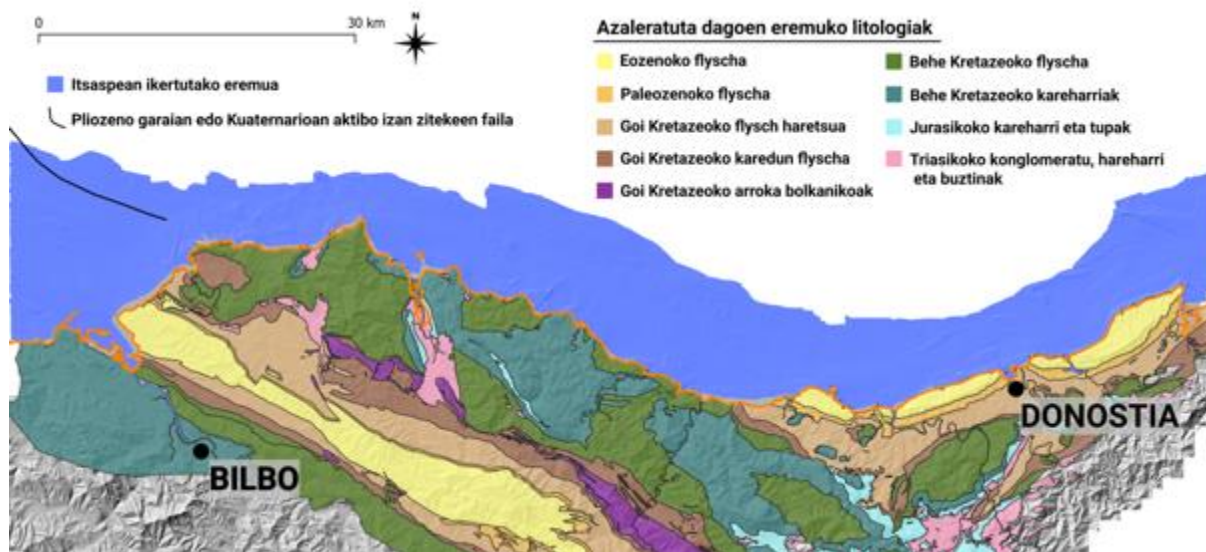 0 30 km
N
Itsaspean ikertutako eremua
Pliozeno garaian edo Kuaternarioan aktibo izan zitekeen faila
Azaleratuta dagoen eremuko litologiak
Eozenoko flyscha
Paleozenoko flyscha
Goi Kretazeoko flysch haretsua
Goi Kretazeoko karedun flyscha
Goi Kretazeoko arroka bolkanikoak
Behe Kretazeoko flyscha
Behe Kretazeoko kareharriak
Jurasikoko kareharri eta tupak
Triasikoko konglomeratu, hareharri
eta buztinak
BILBO
DONOSTIA